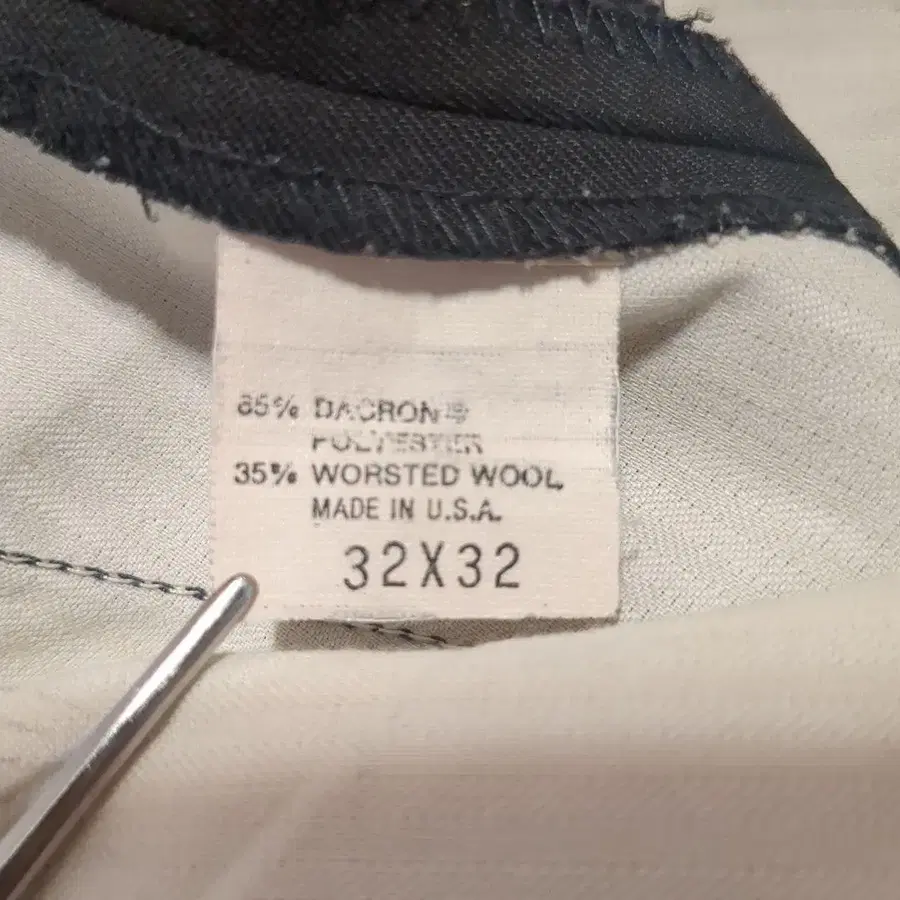 65% DACRON®
POLYESTER
35% WORSTED WOOL
MADE IN U.S.A.
32X32